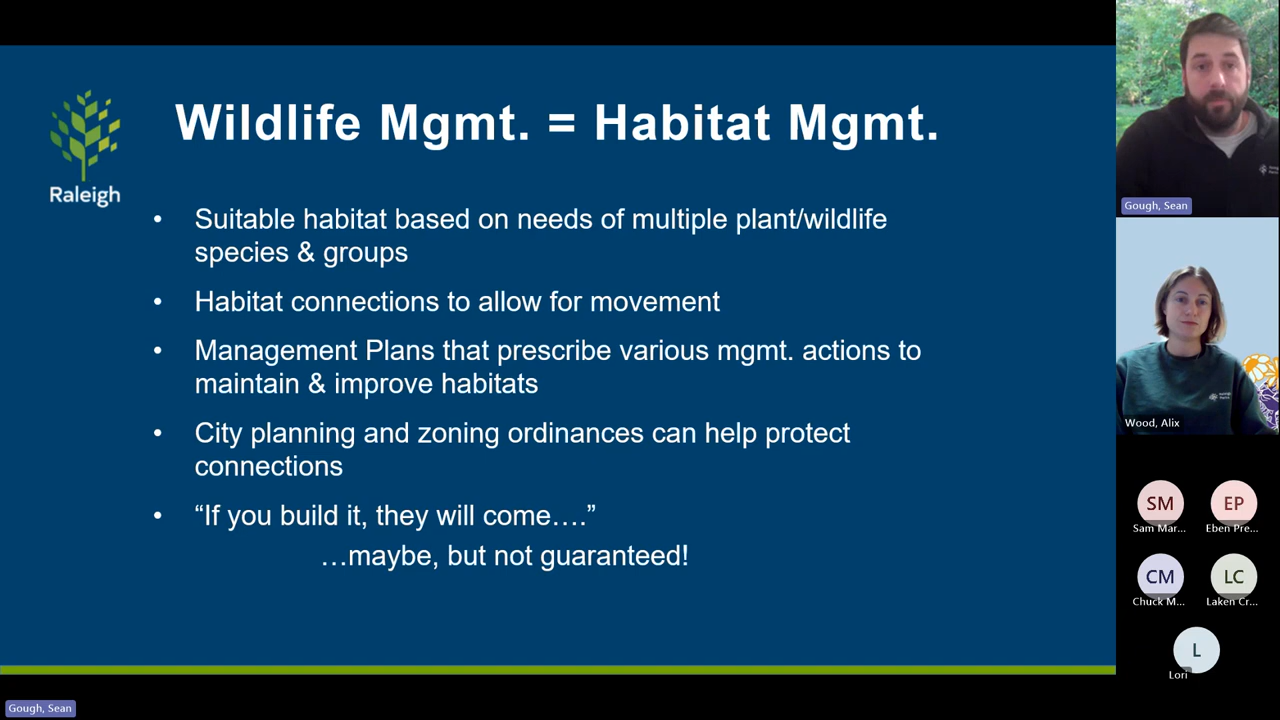 Wildlife Mgmt. = Habitat Mgmt.
Raleigh
• Suitable habitat based on needs of multiple plant/wildlife
species & groups
• Habitat connections to allow for movement
• Management Plans that prescribe various mgmt. actions to
maintain & improve habitats
• City planning and zoning ordinances can help protect
connections
• “If you build it, they will come….”
…maybe, but not guaranteed!
Gough, Sean
Gough, Sean
Wood, Alix
SM
EP
Sam Mar...
Eben Pre...
CM
LC
Chuck M...
Laken Cr...
L
Lori